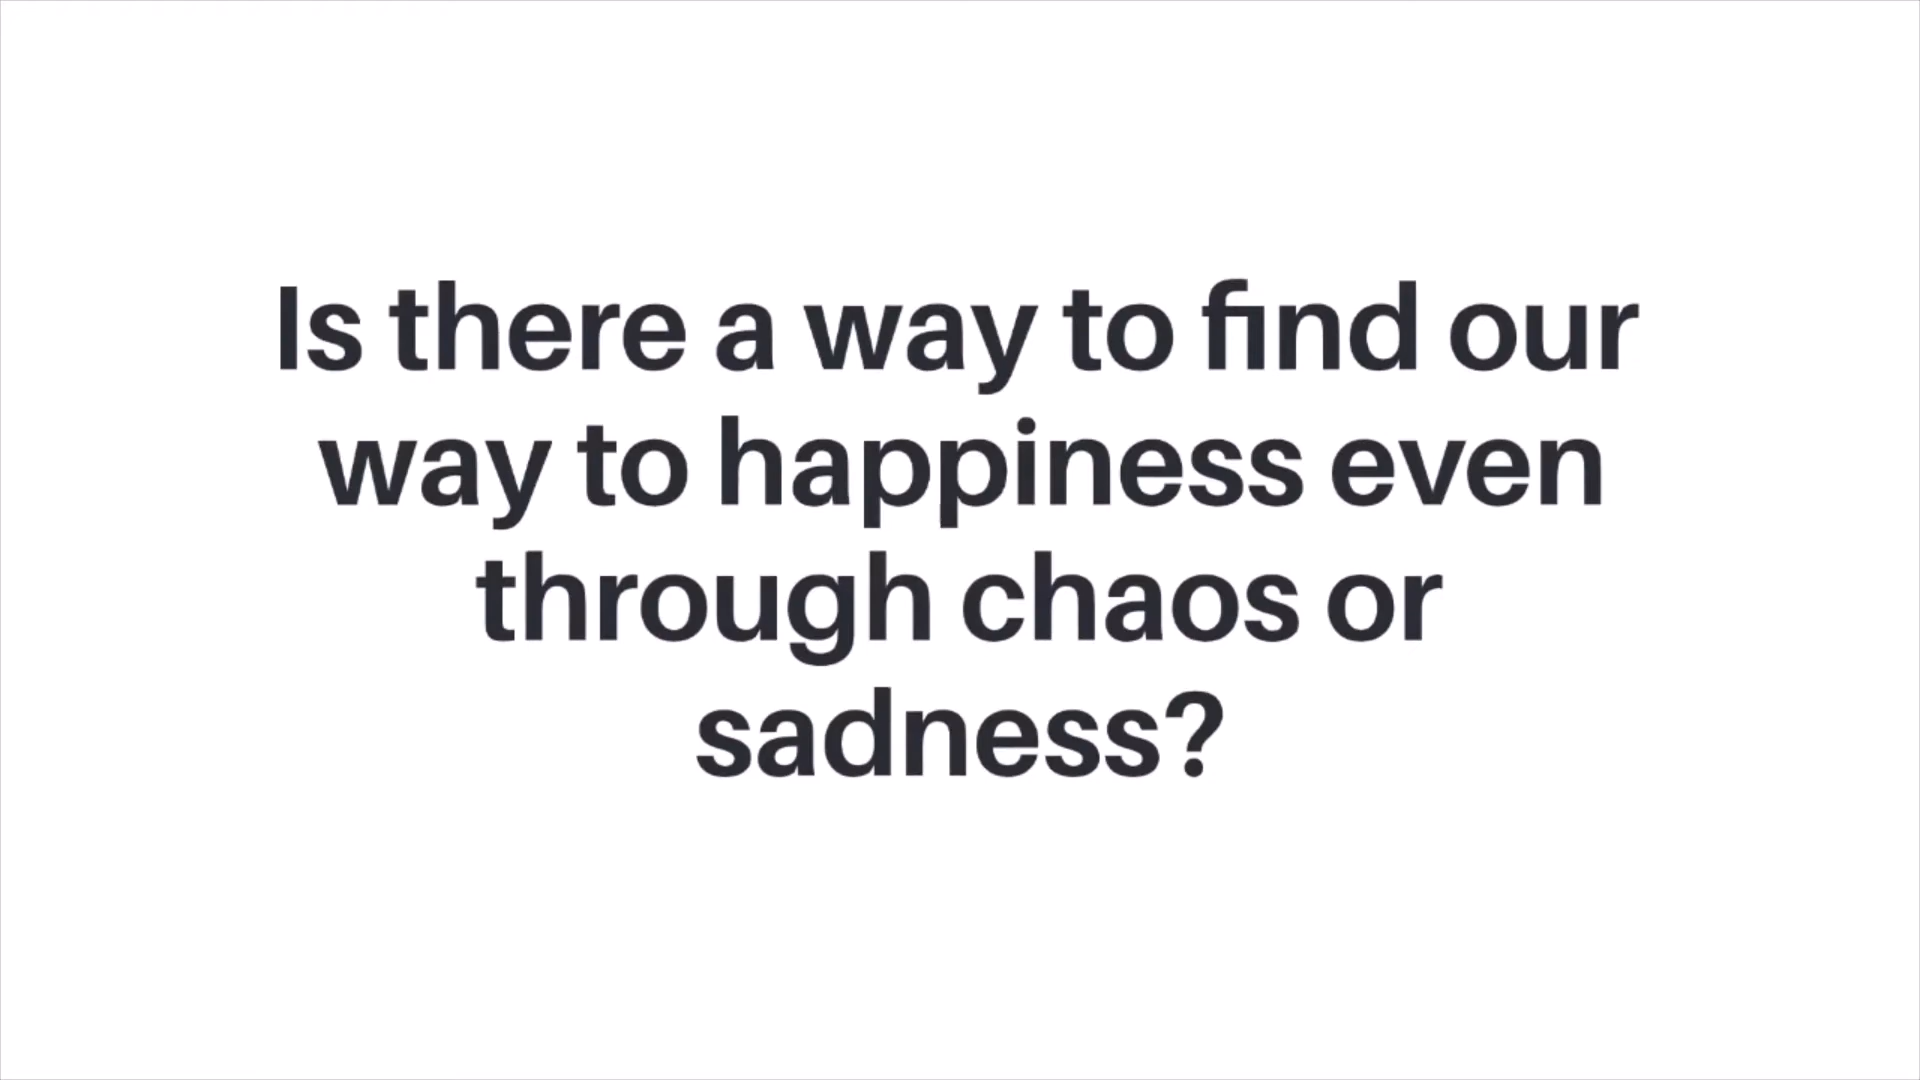 Is there a way to find our
way to happiness even
through chaos or
sadness?